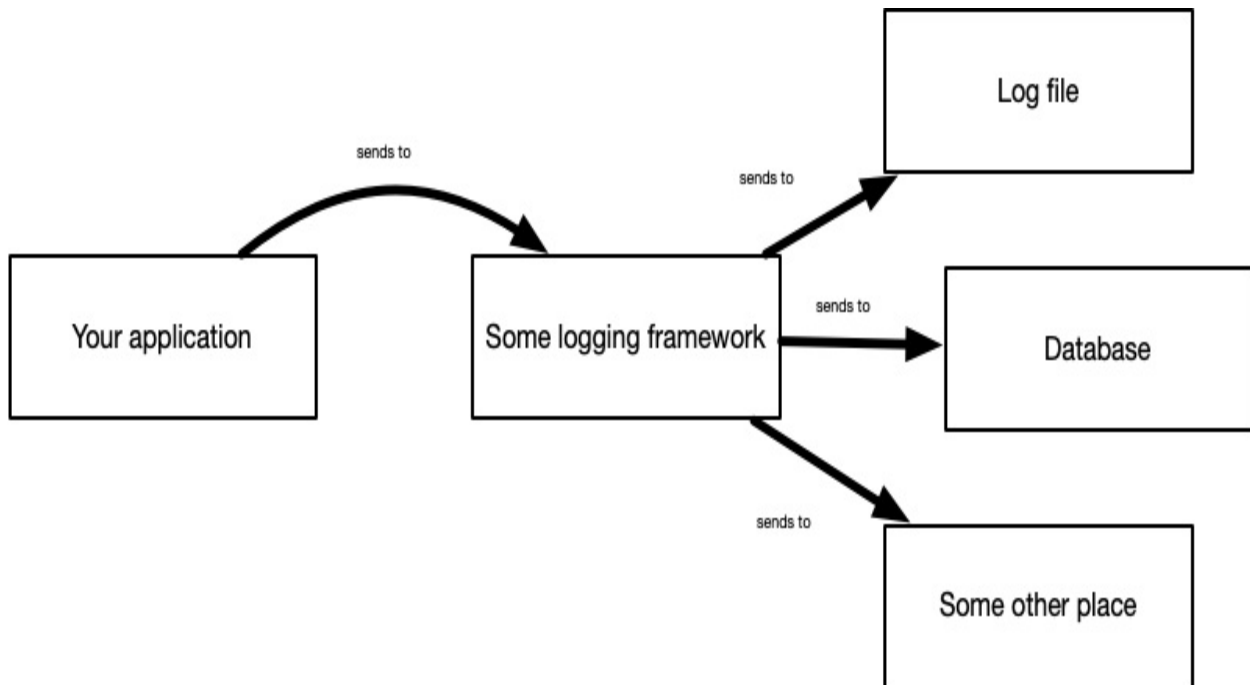 Log file
sends to
sends to
Your application
Some logging framework
sends to
Database
sends to
Some other place